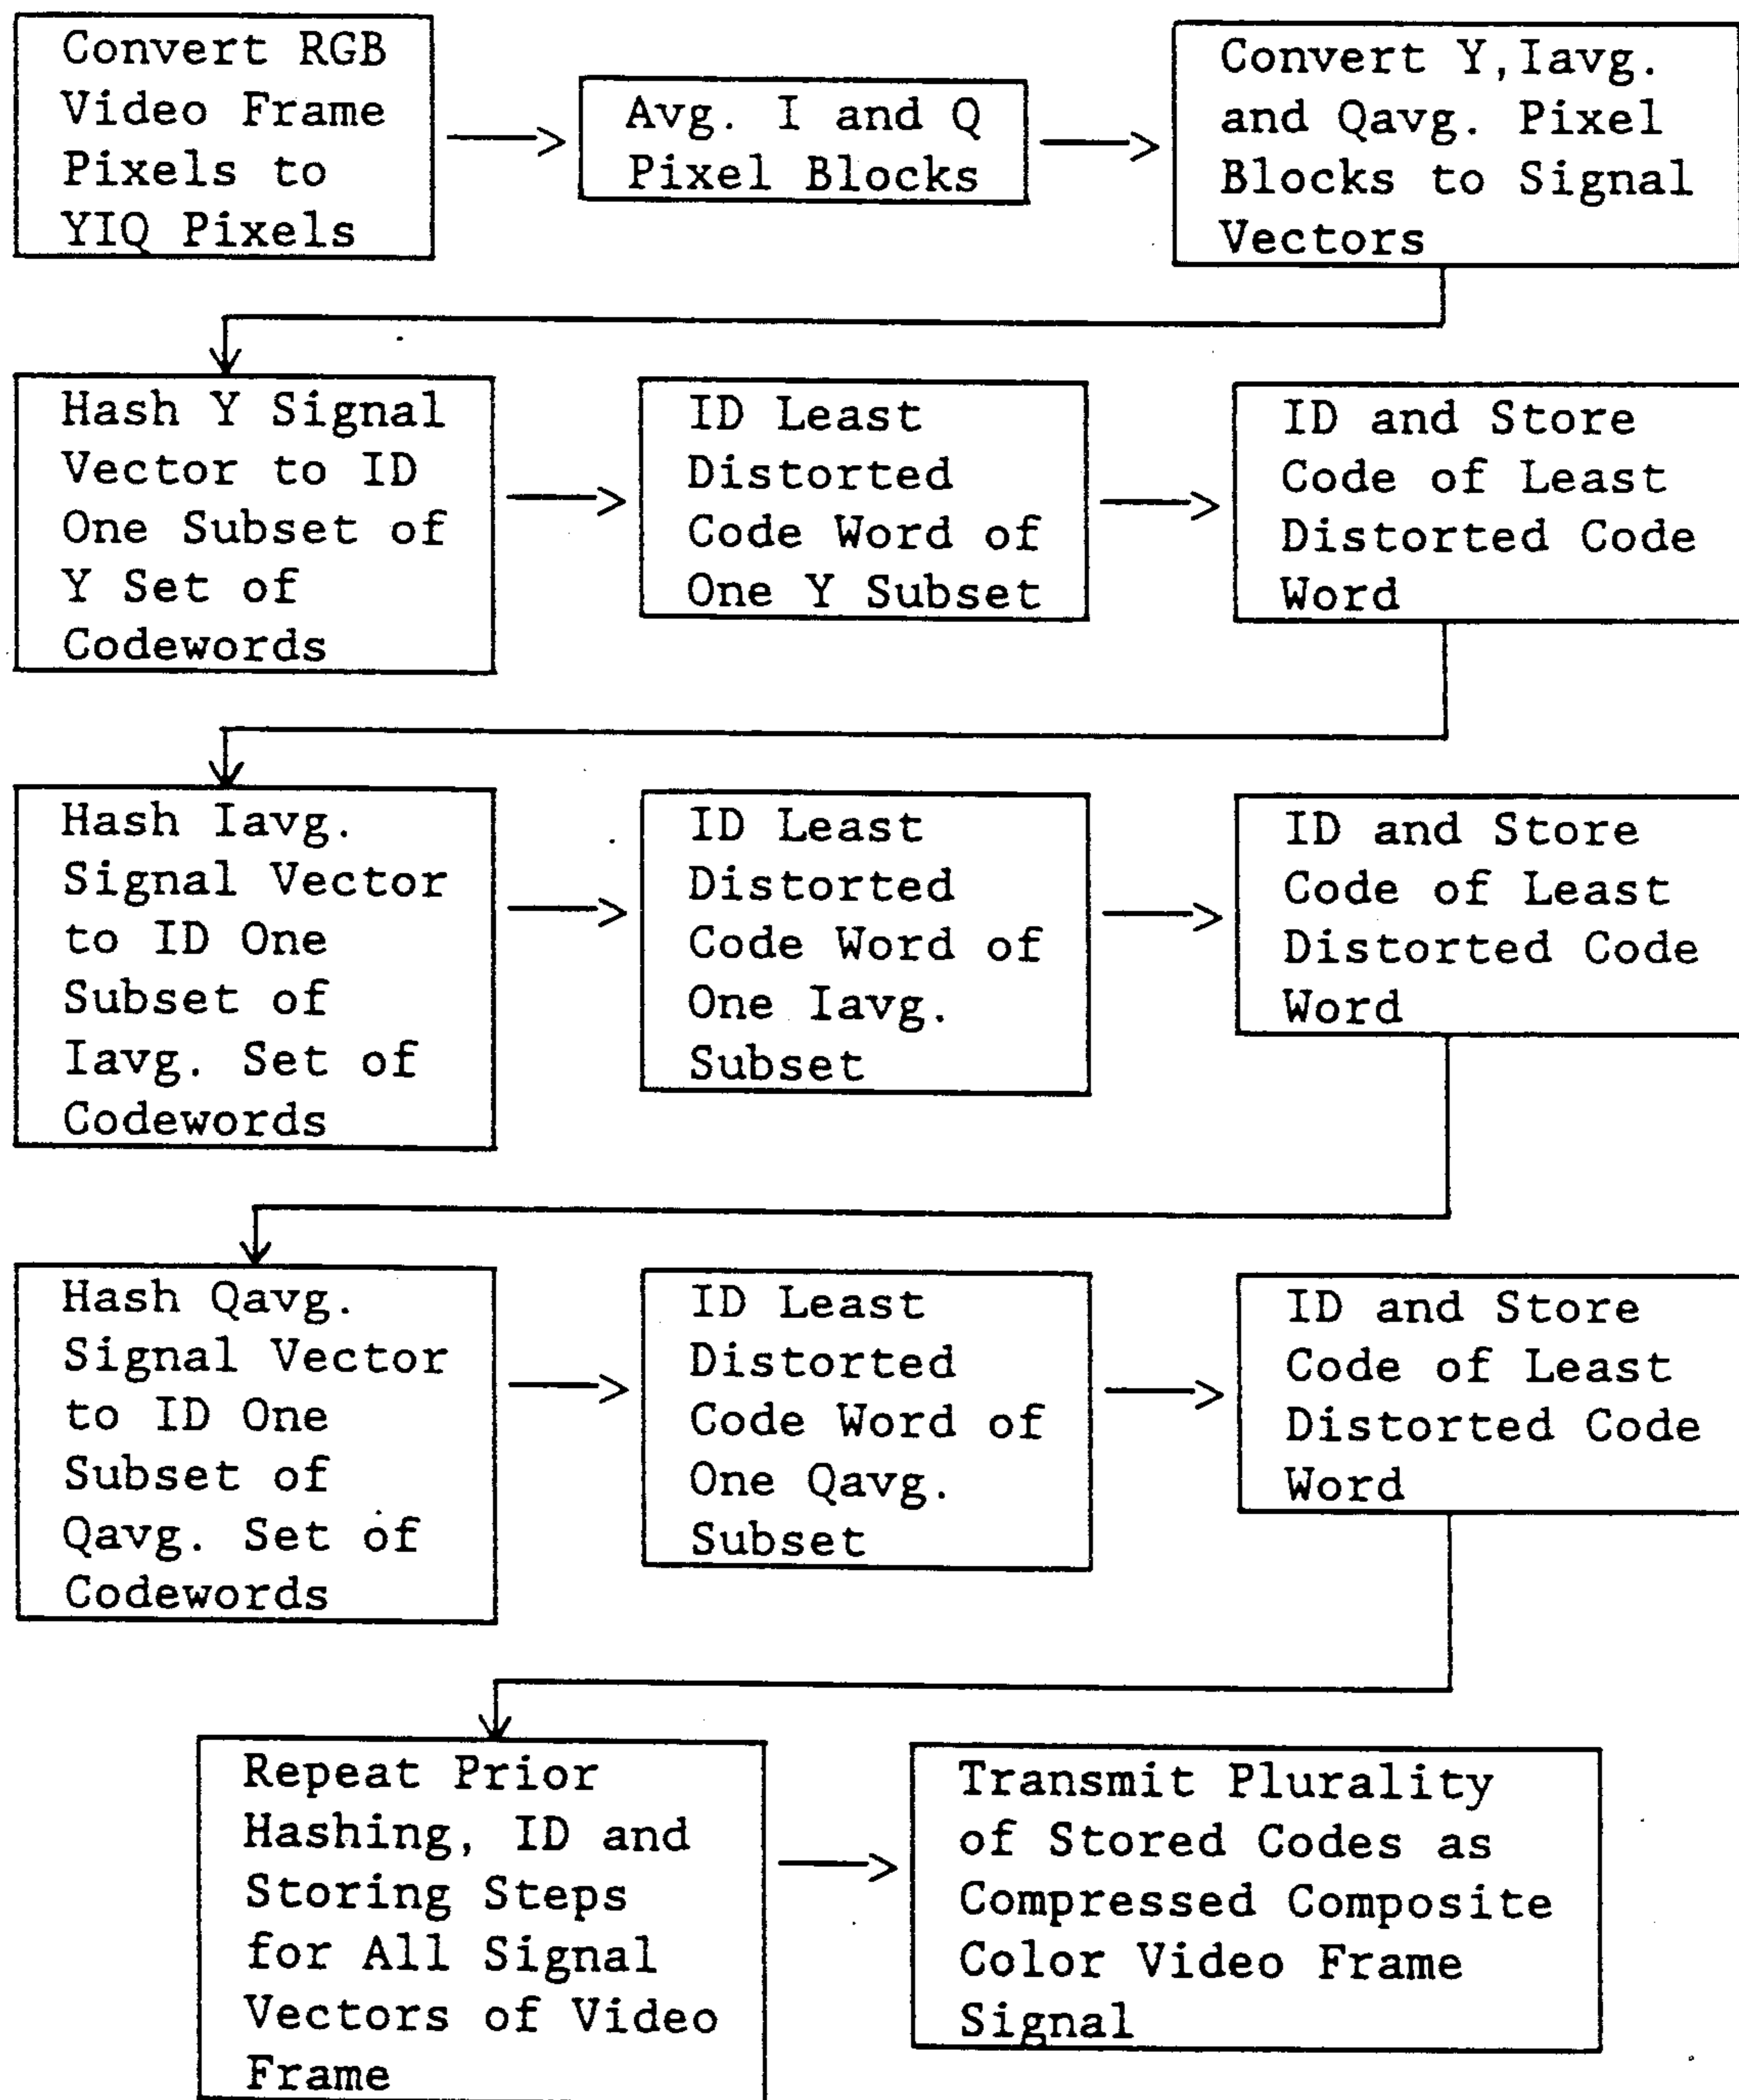 Convert RGB
Video Frame
Pixels to
YIQ Pixels
Avg. I and Q
Pixel Blocks
Convert Y,Iavg.
and Qavg. Pixel
Blocks to Signal
Vectors
Hash Y Signal
Vector to ID
One Subset of
Y Set of
Codewords
ID Least
Distorted
Code Word of
One Y Subset
ID and Store
Code of Least
Distorted Code
Word
Hash Iavg.
Signal Vector
to ID One
Subset of
Iavg. Set of
Codewords
ID Least
Distorted
Code Word of
One Iavg.
Subset
ID and Store
Code of Least
Distorted Code
Word
Hash Qavg.
Signal Vector
to ID One
Subset of
Qavg. Set of
Codewords
ID Least
Distorted
Code Word of
One Qavg.
Subset
ID and Store
Code of Least
Distorted Code
Word
Repeat Prior
Hashing, ID and
Storing Steps
for All Signal
Vectors of Video
Frame
Transmit Plurality
of Stored Codes as
Compressed Composite
Color Video Frame
Signal